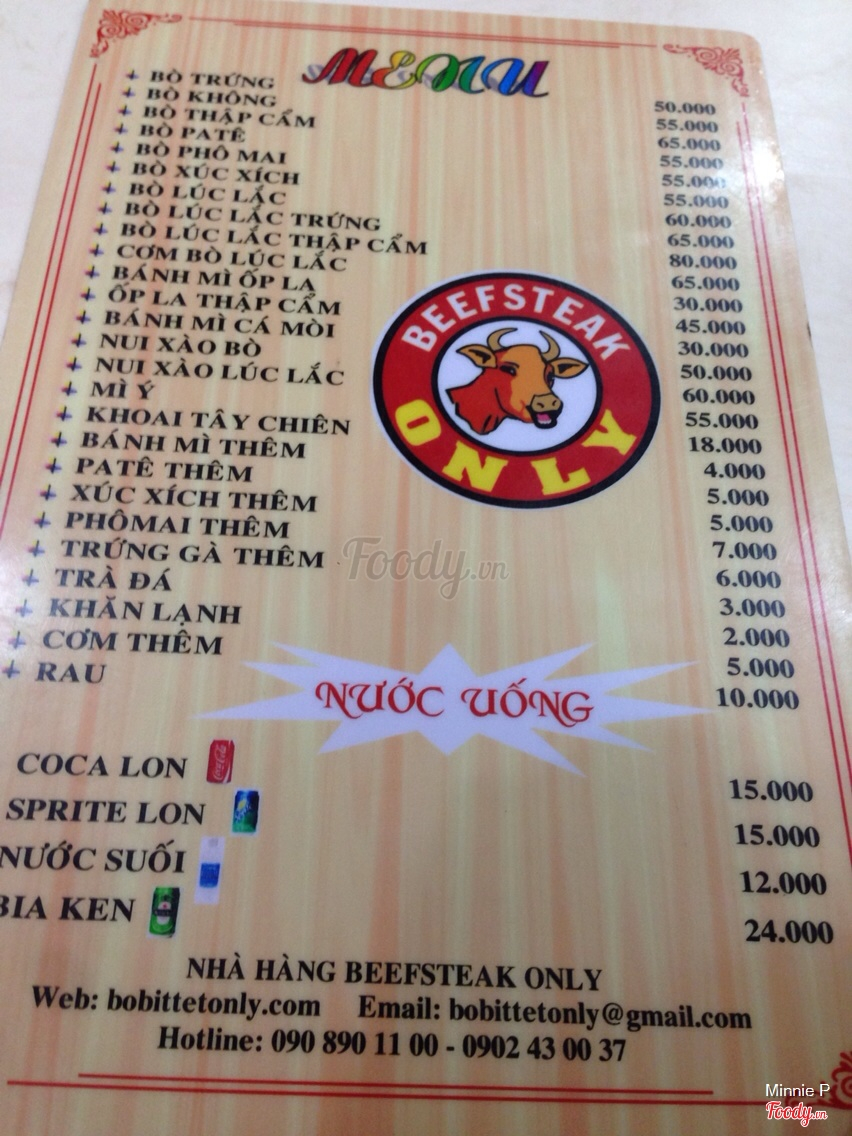 MENU
+ BÒ TRỨNG 50.000
+ BÒ KHÔNG 55.000
+ BÒ THẬP CẨM 65.000
+ BÒ PATÊ 55.000
+ BÒ PHÔ MAI 55.000
+ BÒ XÚC XÍCH 55.000
+ BÒ LÚC LẮC 60.000
+ BÒ LÚC LẮC TRỨNG 65.000
+ BÒ LÚC LẮC THẬP CẨM 80.000
+ CƠM BÒ LÚC LẮC 65.000
+ BÁNH MÌ ỐP LA 30.000
+ ỐP LA THẬP CẨM 45.000
+ BÁNH MÌ CÁ MÒI 30.000
+ NUI XÀO BÒ 50.000
+ NUI XÀO LÚC LẮC 60.000
+ MÌ Ý 55.000
+ KHOAI TÂY CHIÊN 18.000
+ BÁNH MÌ THÊM 4.000
+ PATÊ THÊM 5.000
+ XÚC XÍCH THÊM 5.000
+ PHÔMAI THÊM 7.000
+ TRỨNG GÀ THÊM 6.000
+ TRÀ ĐÁ 3.000
+ KHĂN LẠNH 2.000
+ CƠM THÊM 5.000
+ RAU 10.000
BEEFSTEAK
ONLY
Foody.vn
NƯỚC UỐNG
COCA LON 15.000
SPRITE LON 15.000
NƯỚC SUỐI 12.000
BIA KEN 24.000
NHÀ HÀNG BEEFSTEAK ONLY
Web: bobittetonly.com Email: bobittetonly@gmail.com
Hotline: 090 890 11 00 - 0902 43 00 37
Minnie P
Foody.vn